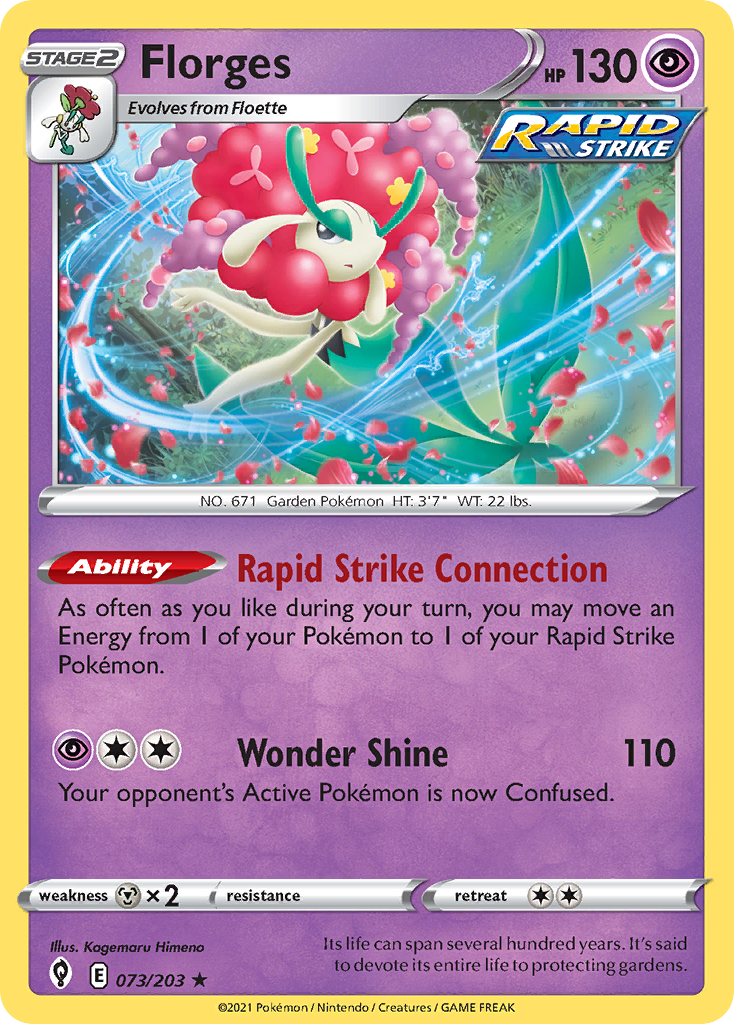 STAGE 2
Florges
HP 130
Evolves from Floette
RAPID
STRIKE
NO. 671 Garden Pokémon HT: 3'7" WT: 22 lbs.
Ability Rapid Strike Connection
As often as you like during your turn, you may move an
Energy from 1 of your Pokémon to 1 of your Rapid Strike
Pokémon.
Wonder Shine 110
Your opponent's Active Pokémon is now Confused.
weakness ×2 resistance retreat
Illus. Kagemaru Himeno
Its life can span several hundred years. It's said
to devote its entire life to protecting gardens.
E 073/203 ★
©2021 Pokémon / Nintendo / Creatures / GAME FREAK